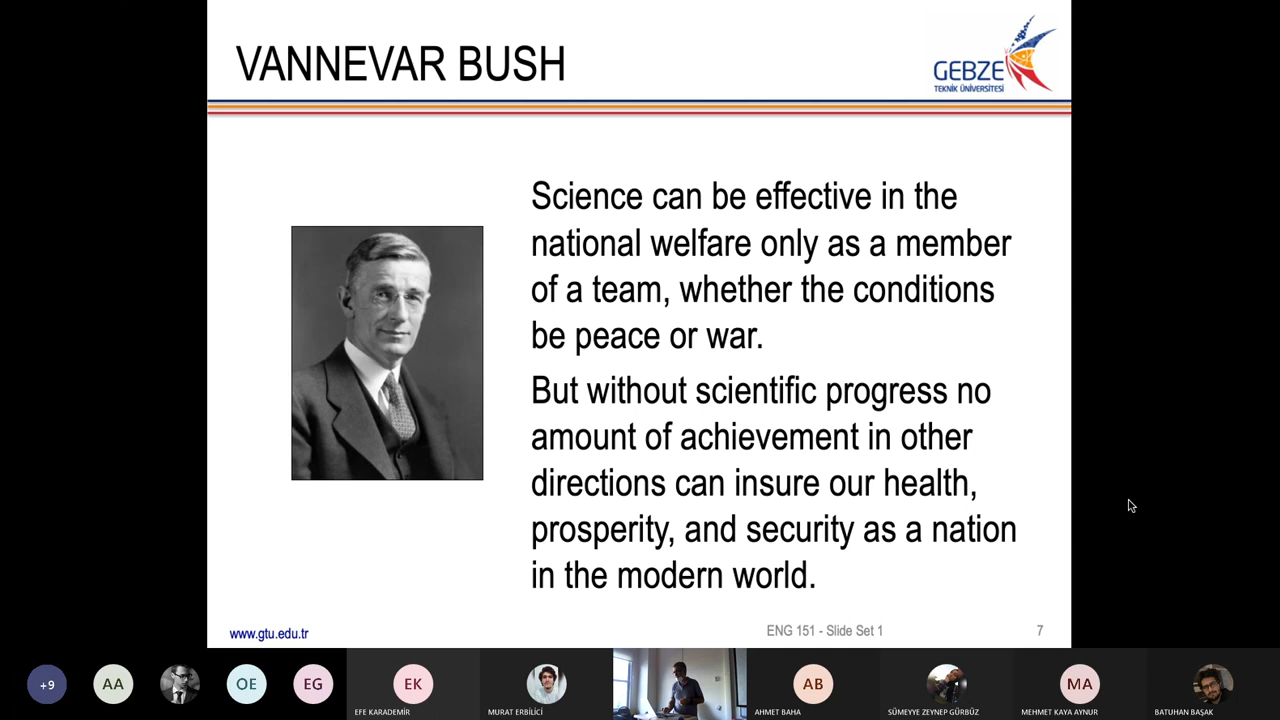 VANNEVAR BUSH
GEBZE
TEKNİK ÜNİVERSİTESİ
Science can be effective in the
national welfare only as a member
of a team, whether the conditions
be peace or war.
But without scientific progress no
amount of achievement in other
directions can insure our health,
prosperity, and security as a nation
in the modern world.
www.gtu.edu.tr
ENG 151 - Slide Set 1
7
+9
AA
OE
EG
EK
EFE KARADEMİR
MURAT ERBİLİCİ
AB
AHMET BAHA
SÜMEYYE ZEYNEP GÜRBÜZ
MA
MEHMET KAYA AYNUR
BATUHAN BAŞAK